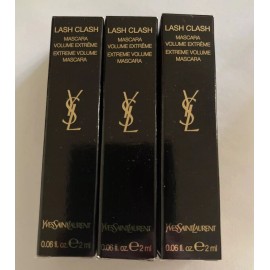 LASH CLASH
MASCARA
VOLUME EXTRÊME
EXTREME VOLUME
MASCARA
YSL
YVESSAINTLAURENT
0.06 fl. oz. ℮ 2 ml
LASH CLASH
MASCARA
VOLUME EXTRÊME
EXTREME VOLUME
MASCARA
YSL
YVESSAINTLAURENT
0.06 fl. oz. ℮ 2 ml
LASH CLASH
MASCARA
VOLUME EXTRÊME
EXTREME VOLUME
MASCARA
YSL
YVESSAINTLAURENT
0.06 fl. oz. ℮ 2 ml